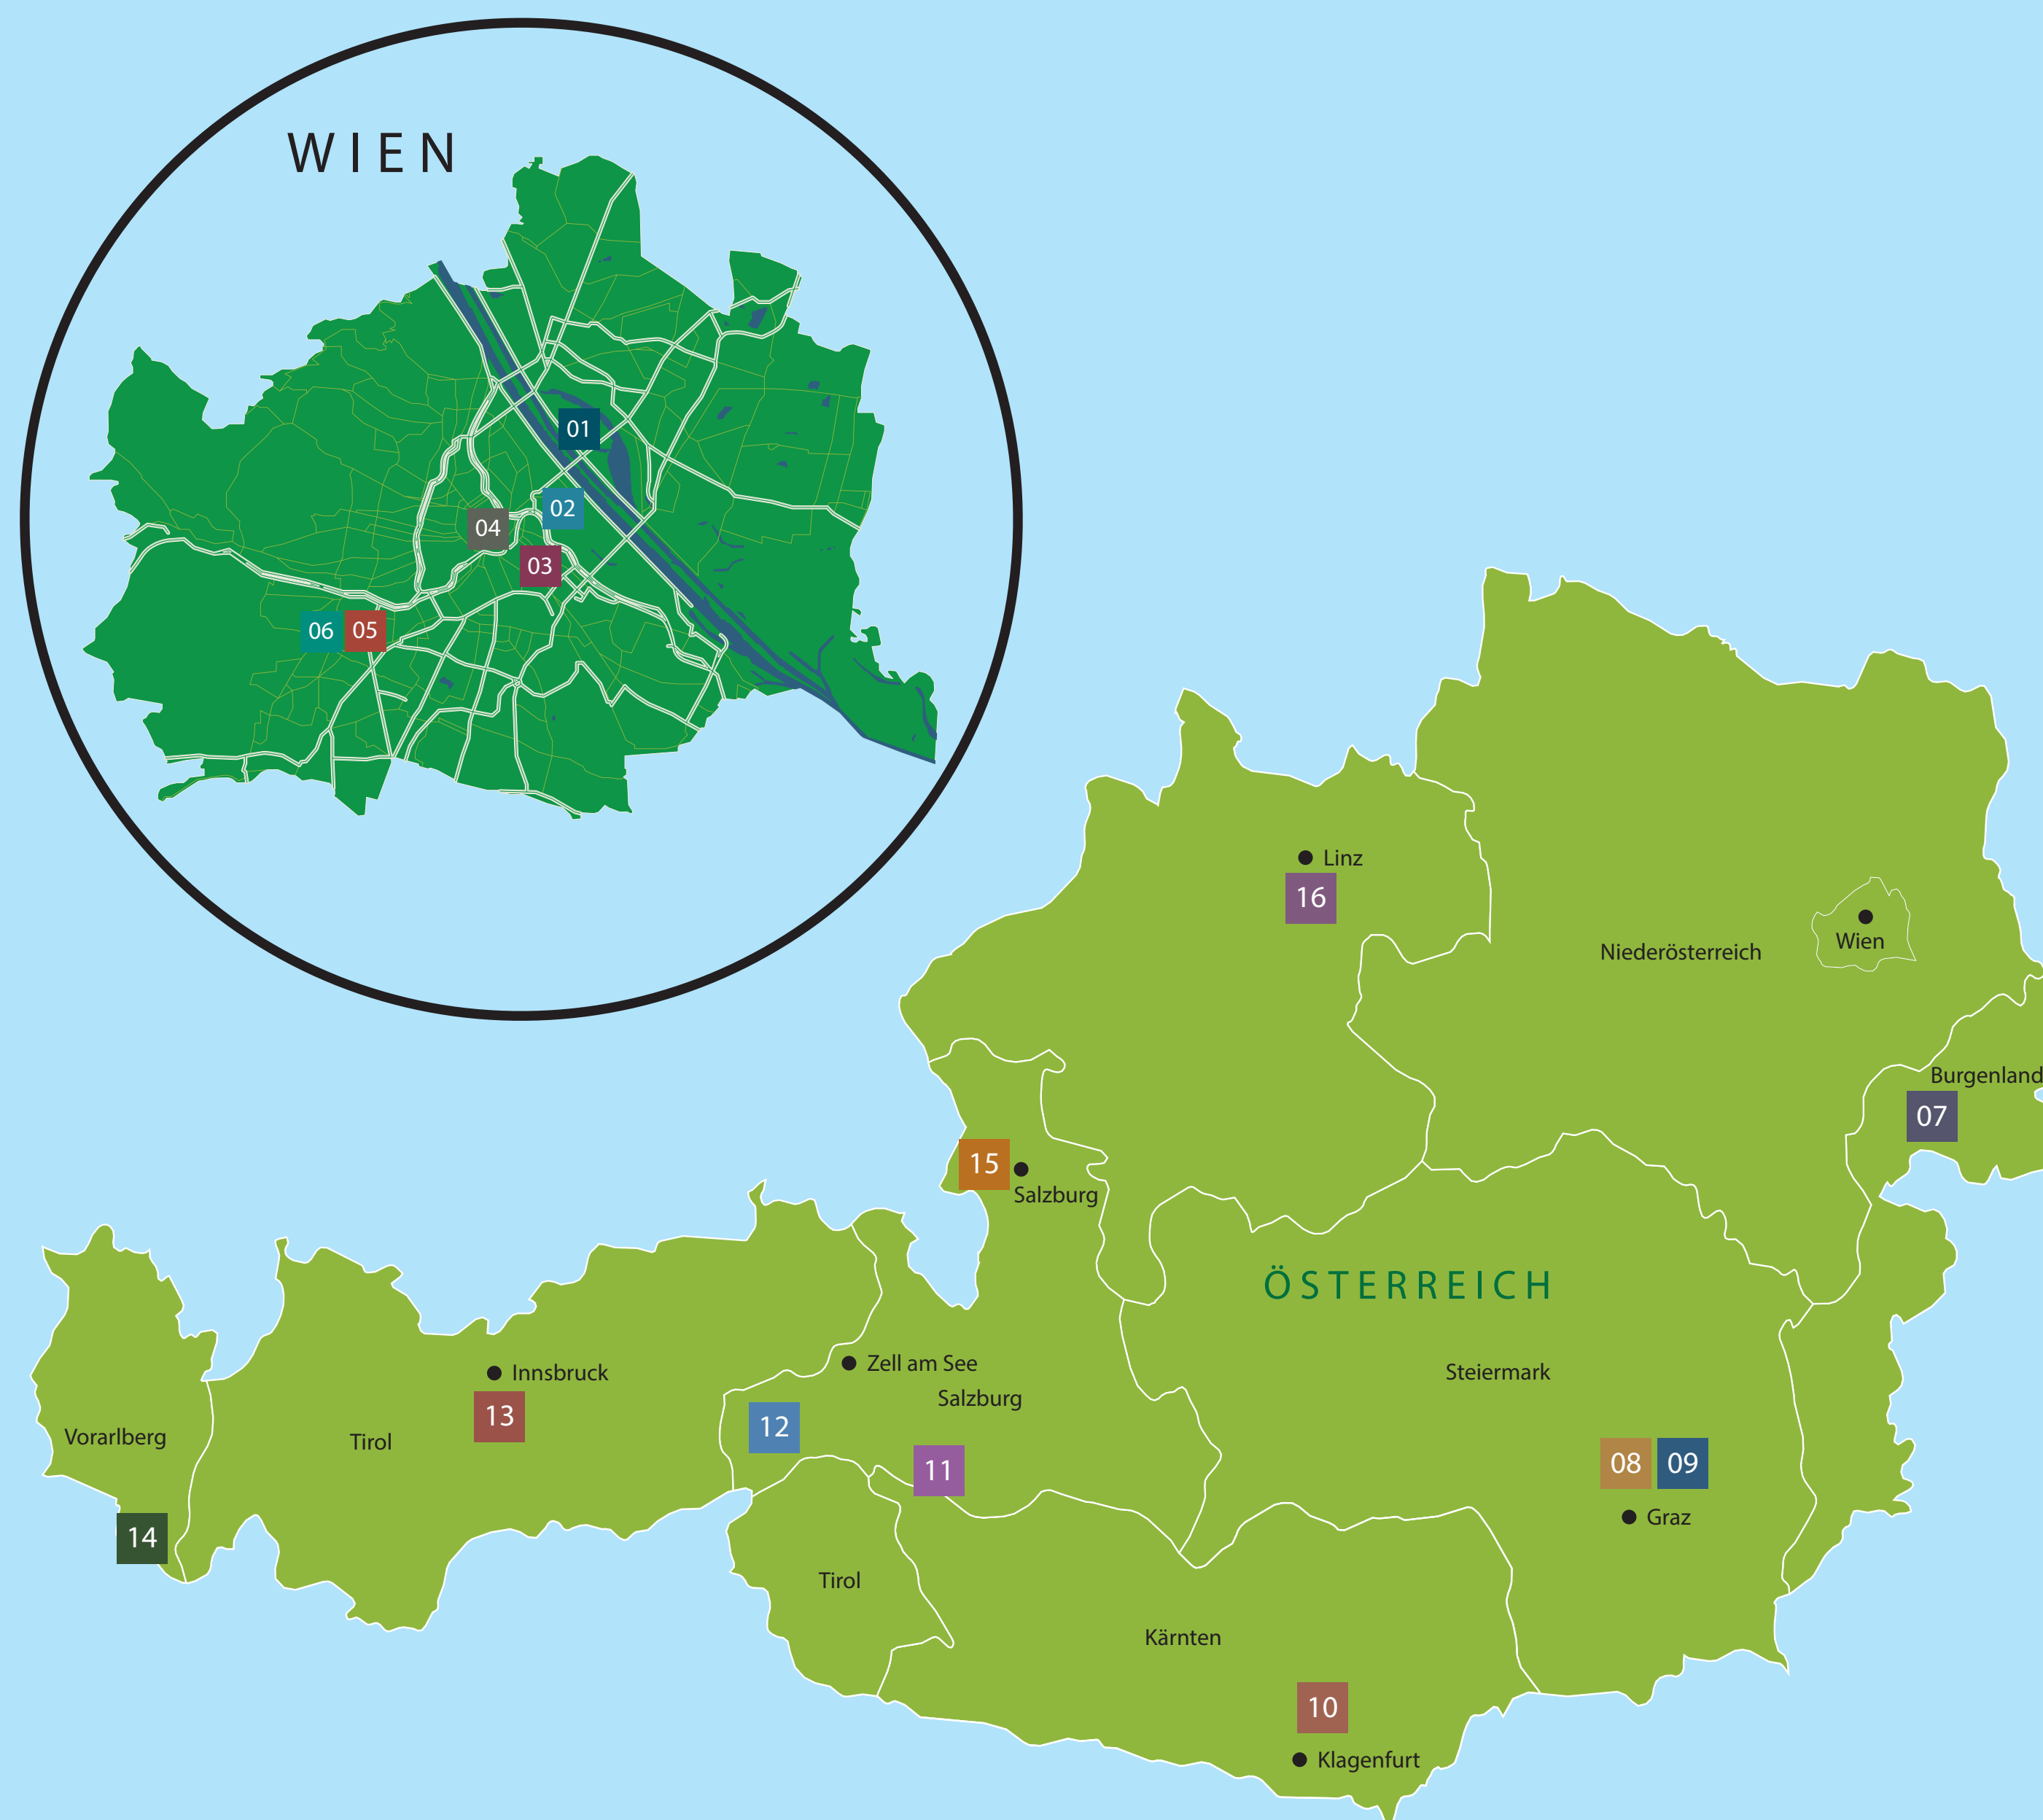 WIEN
01
02
04
03
06 05
Linz
16
Niederösterreich
Wien
Burgenland
07
15
Salzburg
ÖSTERREICH
Innsbruck
Zell am See
Steiermark
Salzburg
13
12
Vorarlberg
Tirol
11
08 09
Graz
14
Tirol
Kärnten
10
Klagenfurt